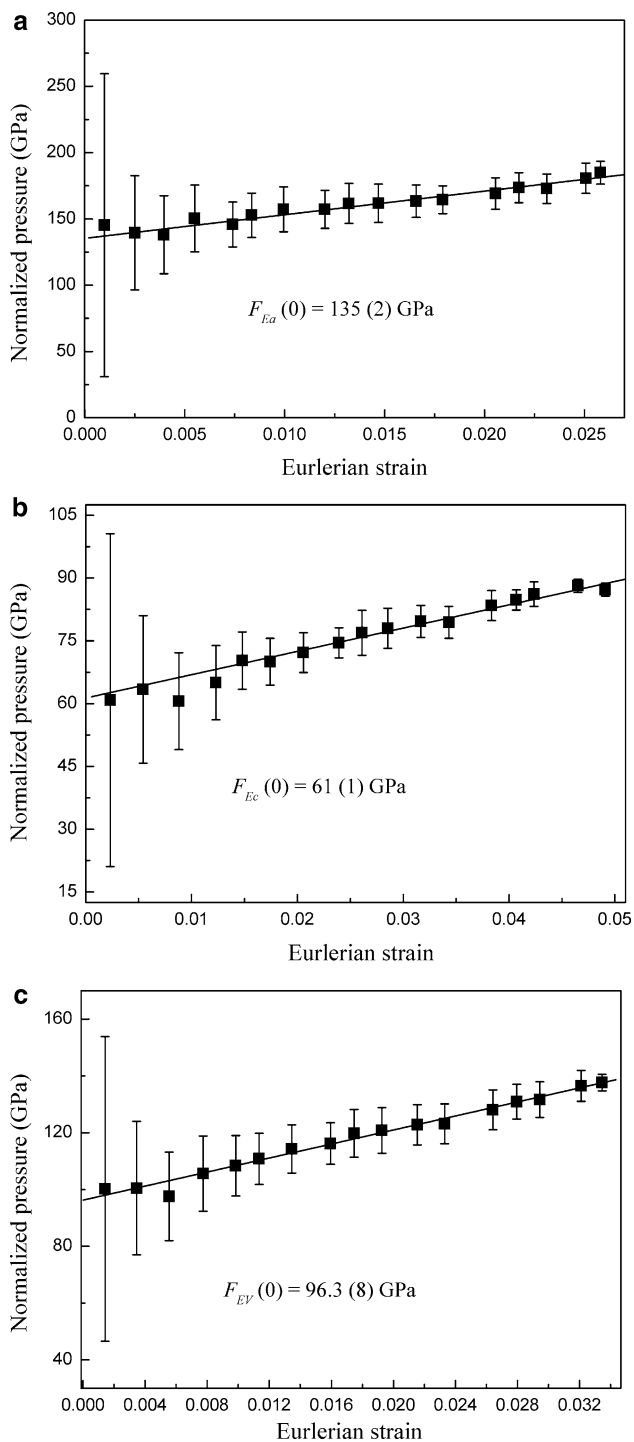 a
300
250
200
150
100
50
0
Normalized pressure (GPa)
F_Ea (0) = 135 (2) GPa
0.000 0.005 0.010 0.015 0.020 0.025
Eurlerian strain
b
105
90
75
60
45
30
15
Normalized pressure (GPa)
F_Ec (0) = 61 (1) GPa
0.00 0.01 0.02 0.03 0.04 0.05
Eurlerian strain
c
160
120
80
40
Normalized pressure (GPa)
F_EV (0) = 96.3 (8) GPa
0.000 0.004 0.008 0.012 0.016 0.020 0.024 0.028 0.032
Eurlerian strain